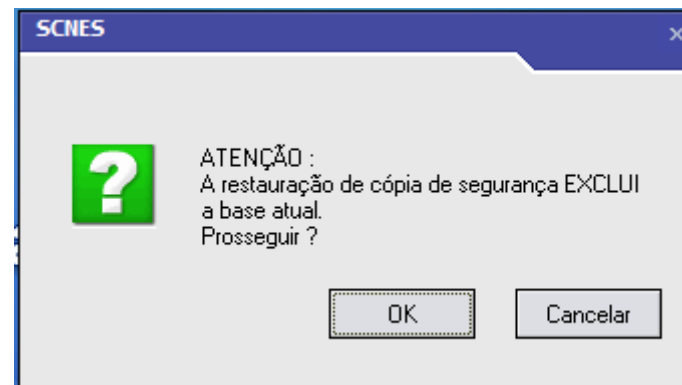 SCNES
ATENÇÃO :
A restauração de cópia de segurança EXCLUI
a base atual.
Prosseguir ?
OK
Cancelar